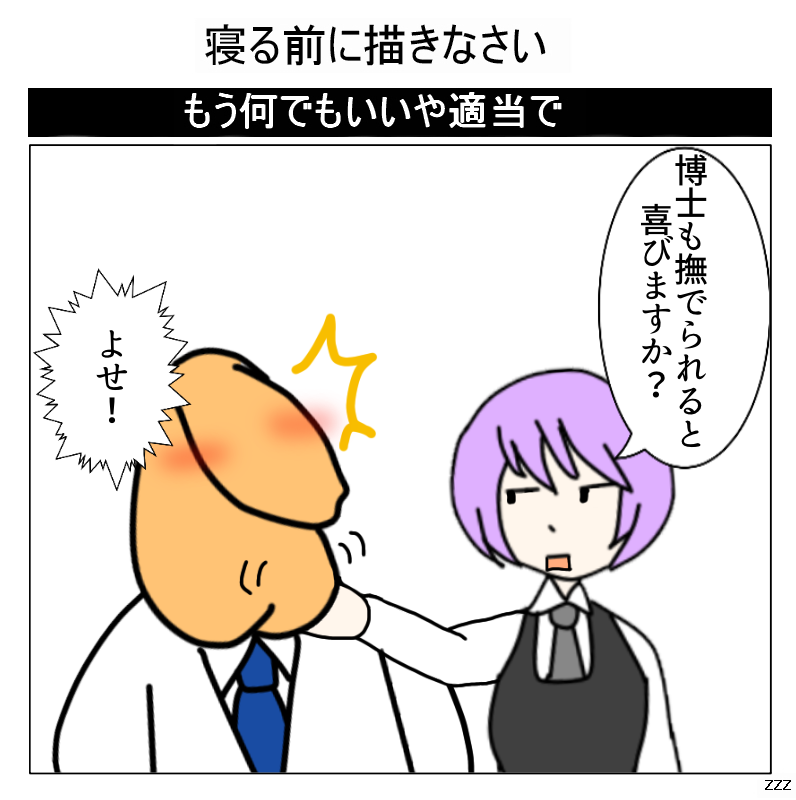 寝る前に描きなさい
もう何でもいいや適当で
博士も撫でられると
喜びますか？
よせ！
zzz